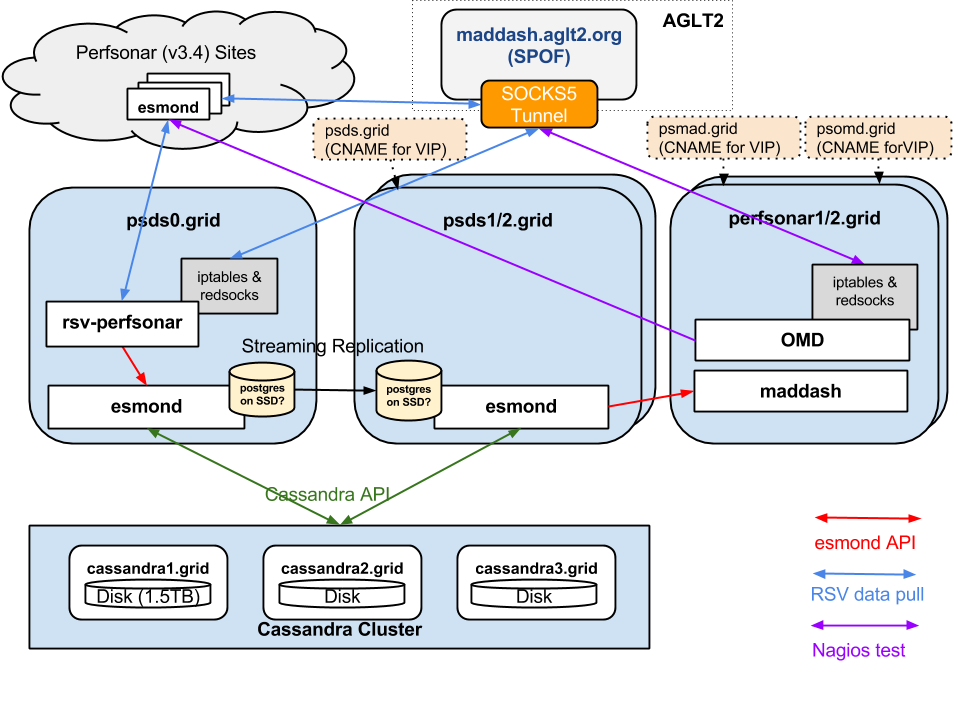 AGLT2
maddash.aglt2.org
(SPOF)
Perfsonar (v3.4) Sites
SOCKS5
Tunnel
esmond
psds.grid
(CNAME for VIP)
psmad.grid
(CNAME for VIP)
psomd.grid
(CNAME forVIP)
psds0.grid
psds1/2.grid
perfsonar1/2.grid
iptables &
redsocks
iptables &
redsocks
rsv-perfsonar
OMD
Streaming Replication
postgres
on SSD?
postgres
on SSD?
maddash
esmond
esmond
Cassandra API
esmond API
cassandra1.grid
Disk (1.5TB)
cassandra2.grid
Disk
cassandra3.grid
Disk
RSV data pull
Cassandra Cluster
Nagios test